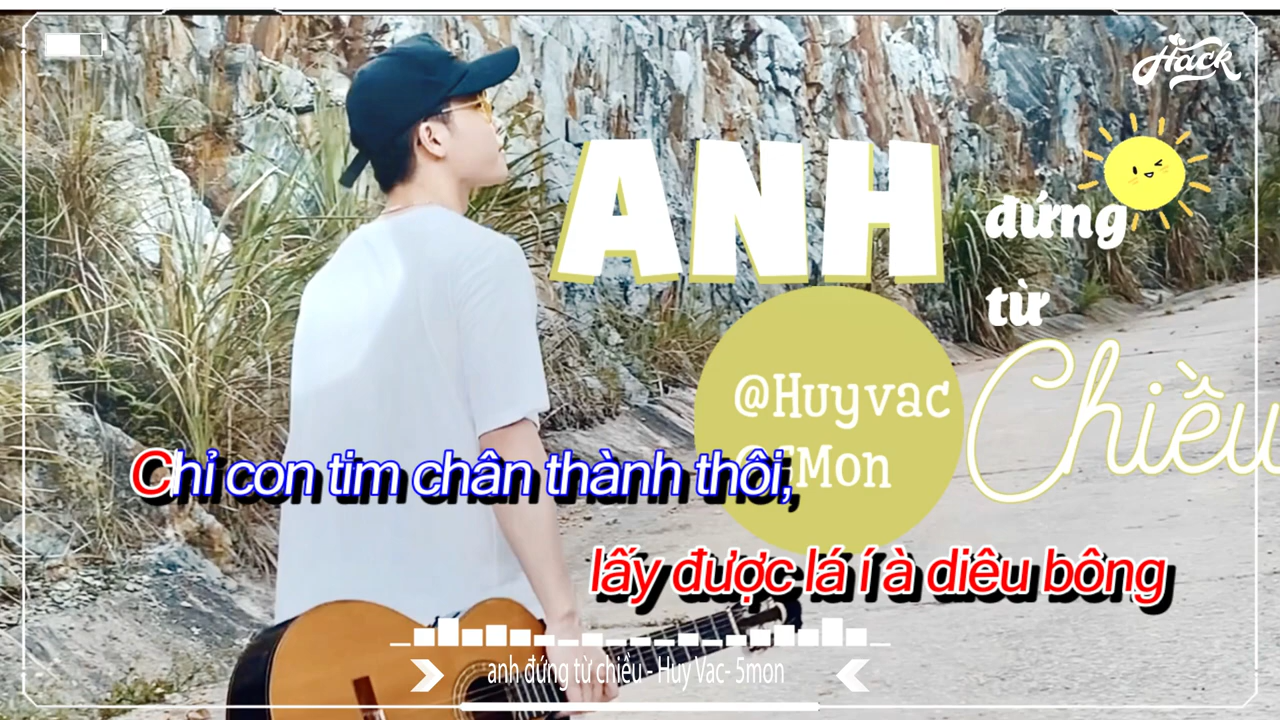 Hack
ANH
đứng
từ
Chiều
@Huyvac
Mon
Chỉ con tim chân thành thôi,
lấy được lá í à diêu bông
anh đứng từ chiều - Huy Vac- 5mon